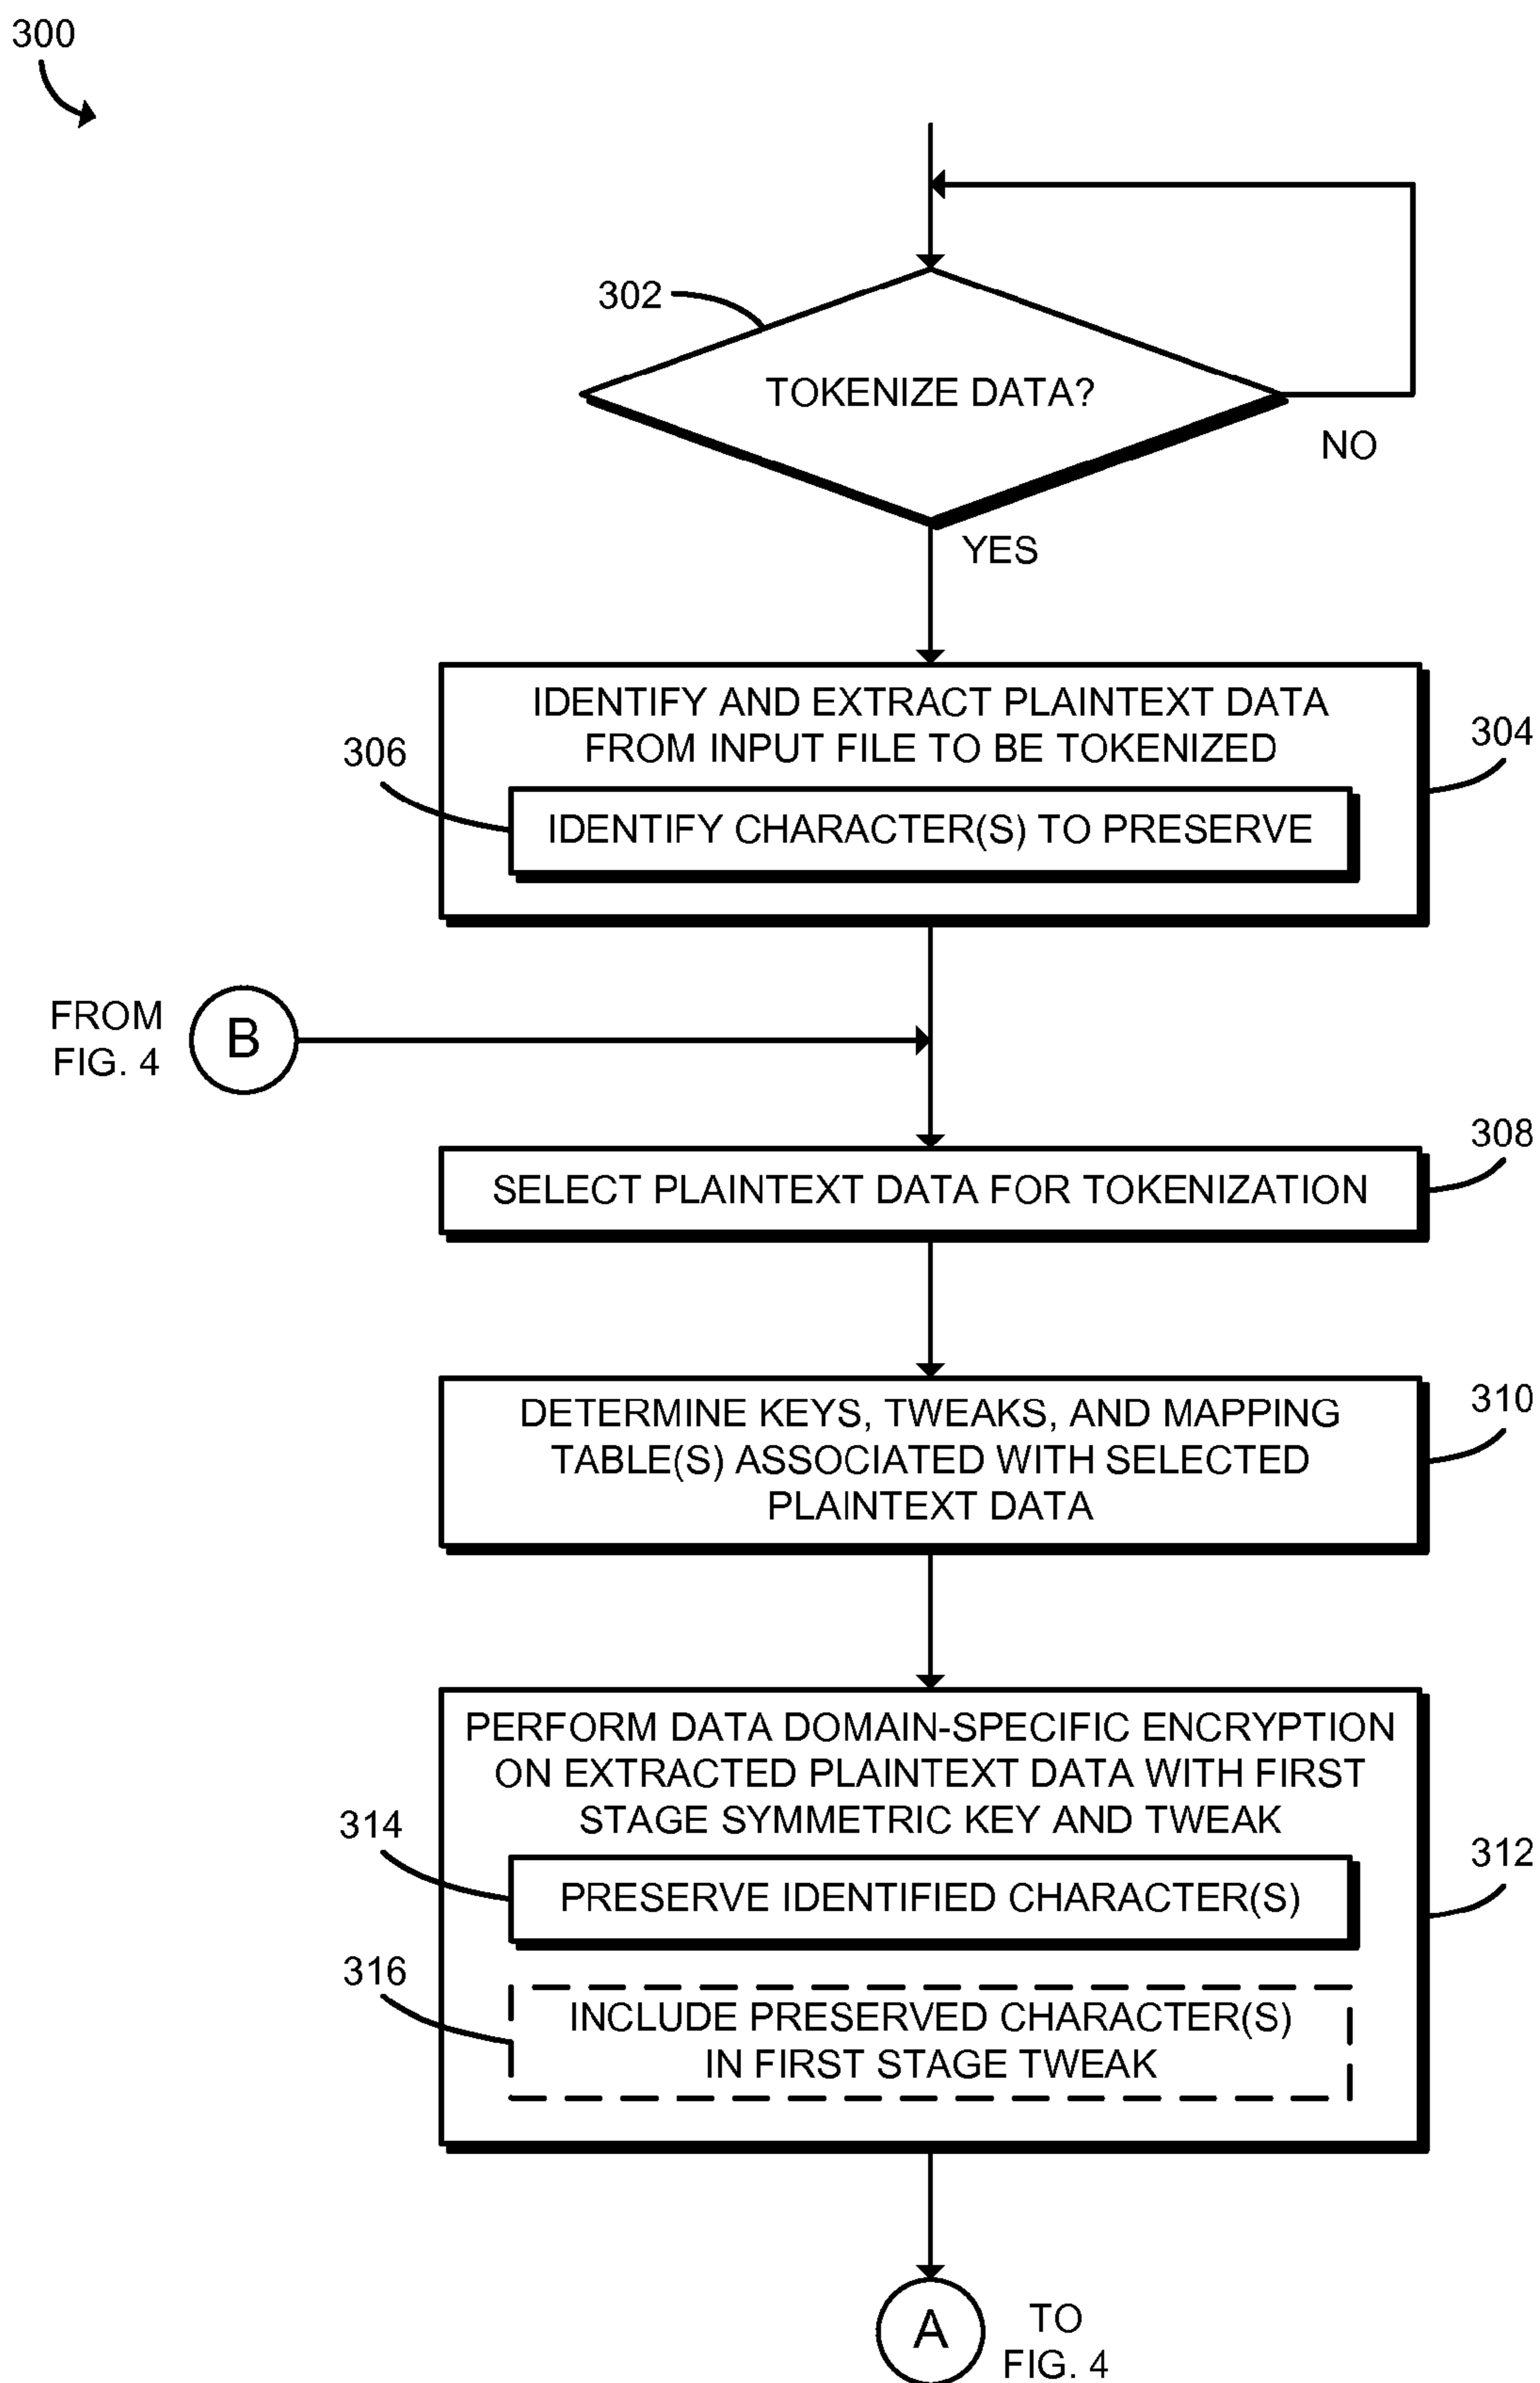 300
302
TOKENIZE DATA?
NO
YES
IDENTIFY AND EXTRACT PLAINTEXT DATA
FROM INPUT FILE TO BE TOKENIZED
304
306
IDENTIFY CHARACTER(S) TO PRESERVE
FROM
FIG. 4
B
308
SELECT PLAINTEXT DATA FOR TOKENIZATION
310
DETERMINE KEYS, TWEAKS, AND MAPPING
TABLE(S) ASSOCIATED WITH SELECTED
PLAINTEXT DATA
PERFORM DATA DOMAIN-SPECIFIC ENCRYPTION
ON EXTRACTED PLAINTEXT DATA WITH FIRST
STAGE SYMMETRIC KEY AND TWEAK
314
312
PRESERVE IDENTIFIED CHARACTER(S)
316
INCLUDE PRESERVED CHARACTER(S)
IN FIRST STAGE TWEAK
A
TO
FIG. 4